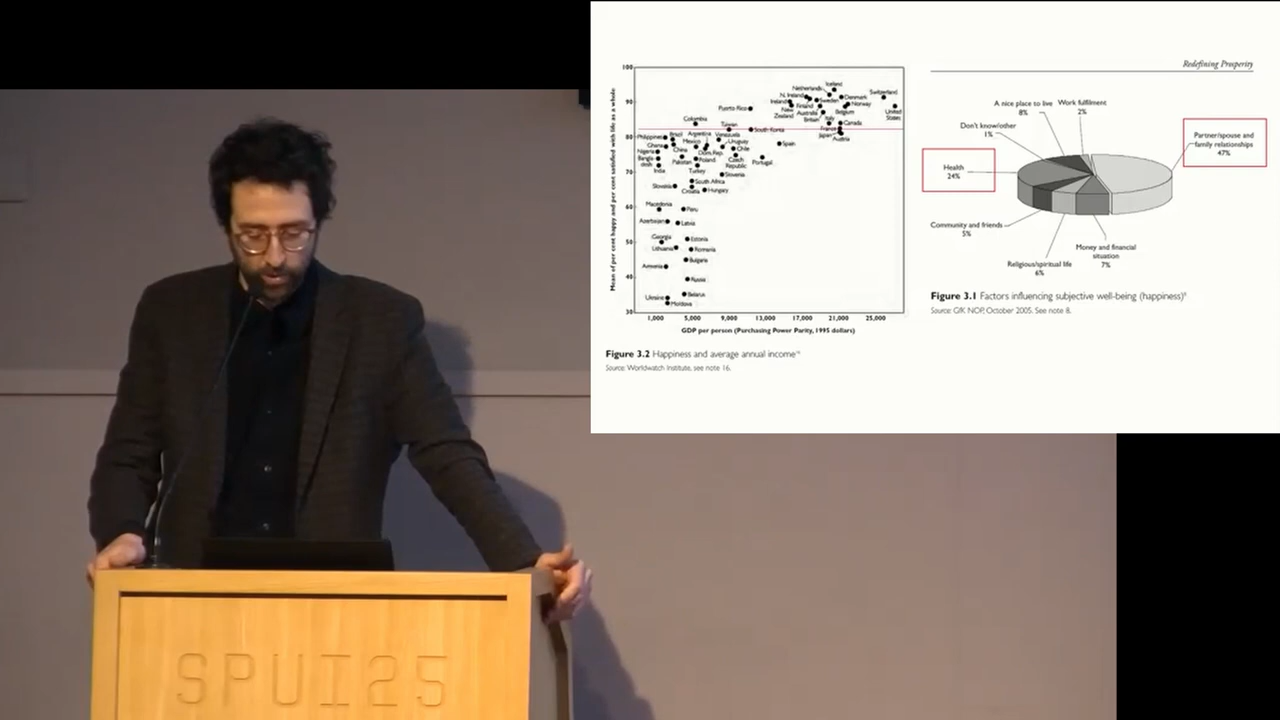 Redefining Prosperity
100
90
80
70
60
50
40
30
Mean of per cent happy and per cent satisfied with life as a whole
Iceland
Netherlands
Switzerland
N. Ireland
Denmark
Ireland
Sweden
Finland
Norway
Puerto Rico
New
Zealand
Australia
Belgium
United
States
Britain
Italy
Colombia
Taiwan
Canada
South Korea
France
Japan
Austria
Philippines
Brazil
Argentina
Venezuela
Ghana
Mexico
Uruguay
Spain
Nigeria
China
Dom. Rep.
Chile
Bangla
desh
Pakistan
Poland
Czech
Republic
Portugal
India
Turkey
Slovenia
South Africa
Slovakia
Croatia
Hungary
Macedonia
Peru
Azerbaijan
Latvia
Georgia
Estonia
Lithuania
Romania
Bulgaria
Armenia
Russia
Ukraine
Belarus
Moldova
1,000 5,000 9,000 13,000 17,000 21,000 25,000
GDP per person (Purchasing Power Parity, 1995 dollars)
Figure 3.2 Happiness and average annual income
Source: Worldwatch Institute, see note 16.
A nice place to live
8%
Work fulfilment
2%
Don't know/other
1%
Partner/spouse and
family relationships
47%
Health
24%
Community and friends
5%
Religious/spiritual life
6%
Money and financial
situation
7%
Figure 3.1 Factors influencing subjective well-being (happiness)⁸
Source: GfK NOP, October 2005. See note 8.
SPUI25